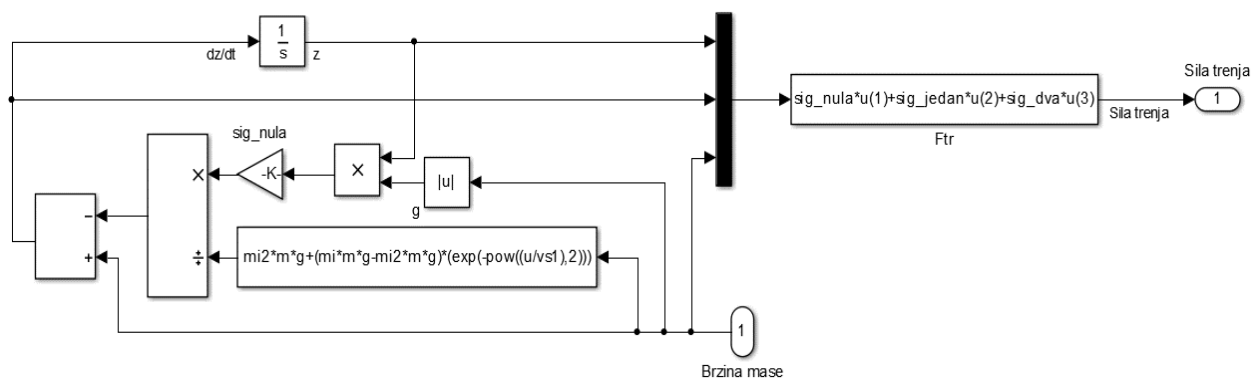 1
s
dz/dt
z
Sila trenja
sig_nula*u(1)+sig_jedan*u(2)+sig_dva*u(3)
1
Sila trenja
Ftr
sig_nula
-K-
×
|u|
g
×
÷
−
+
mi2*m*g+(mi*m*g-mi2*m*g)*(exp(-pow((u/vs1),2)))
1
Brzina mase